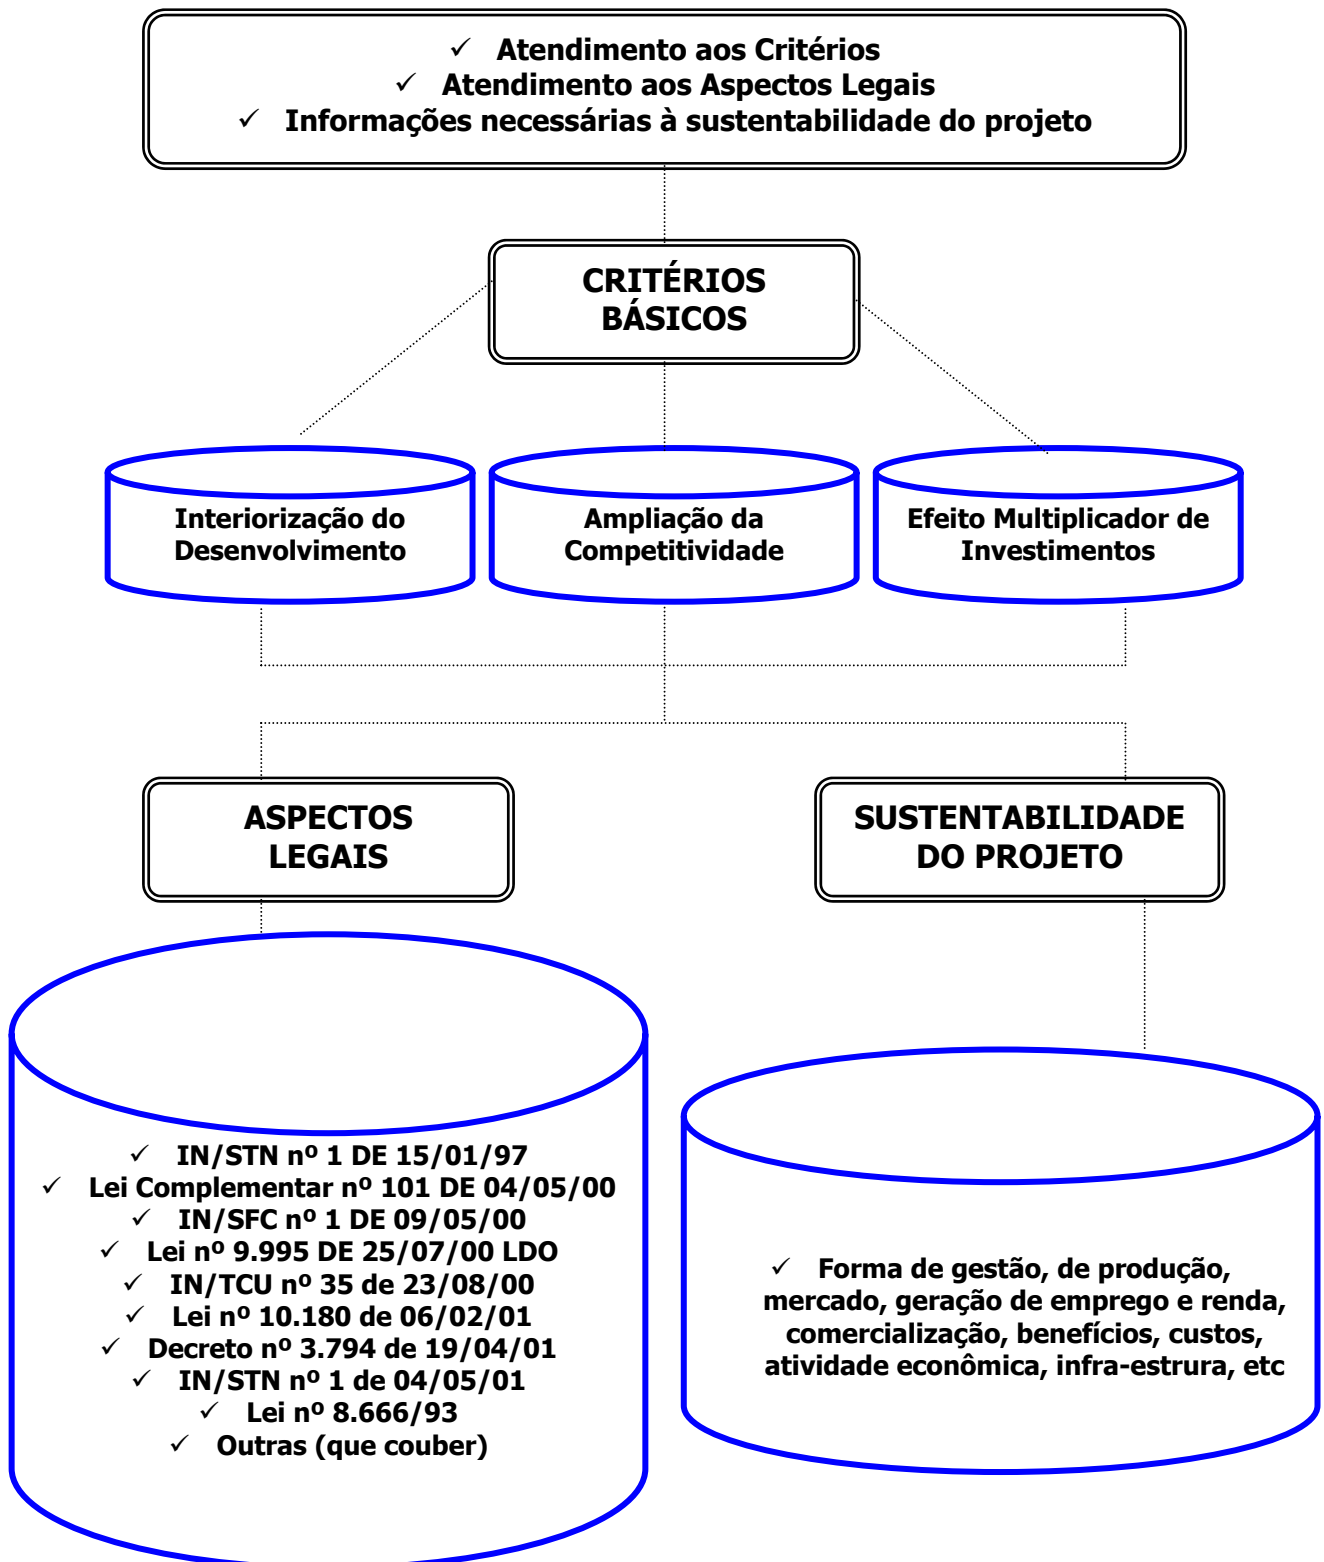 ✓ Atendimento aos Critérios
✓ Atendimento aos Aspectos Legais
✓ Informações necessárias à sustentabilidade do projeto
CRITÉRIOS
BÁSICOS
Interiorização do
Desenvolvimento
Ampliação da
Competitividade
Efeito Multiplicador de
Investimentos
ASPECTOS
LEGAIS
SUSTENTABILIDADE
DO PROJETO
✓ IN/STN nº 1 DE 15/01/97
✓ Lei Complementar nº 101 DE 04/05/00
✓ IN/SFC nº 1 DE 09/05/00
✓ Lei nº 9.995 DE 25/07/00 LDO
✓ IN/TCU nº 35 de 23/08/00
✓ Lei nº 10.180 de 06/02/01
✓ Decreto nº 3.794 de 19/04/01
✓ IN/STN nº 1 de 04/05/01
✓ Lei nº 8.666/93
✓ Outras (que couber)
✓ Forma de gestão, de produção,
mercado, geração de emprego e renda,
comercialização, benefícios, custos,
atividade econômica, infra-estrura, etc